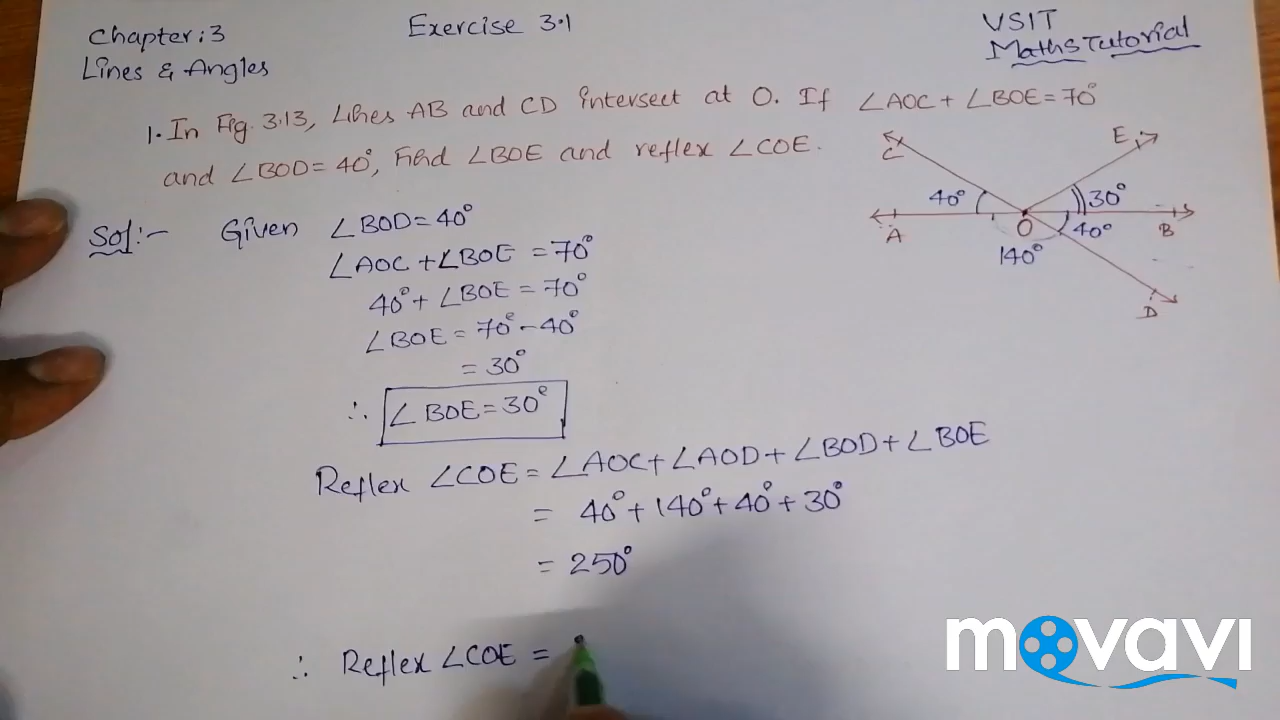 Chapter: 3
Lines & Angles
Exercise 3.1
VSIT
Maths Tutorial
1. In Fig. 3.13, Lines AB and CD intersect at O. If ∠AOC + ∠BOE = 70°
and ∠BOD = 40°, Find ∠BOE and reflex ∠COE.
C
E
40°
30°
A
O
40°
B
140°
D
Sol:- Given ∠BOD = 40°
∠AOC + ∠BOE = 70°
40° + ∠BOE = 70°
∠BOE = 70° - 40°
= 30°
∴ ∠BOE = 30°
Reflex ∠COE = ∠AOC + ∠AOD + ∠BOD + ∠BOE
= 40° + 140° + 40° + 30°
= 250°
∴ Reflex ∠COE =
movavi